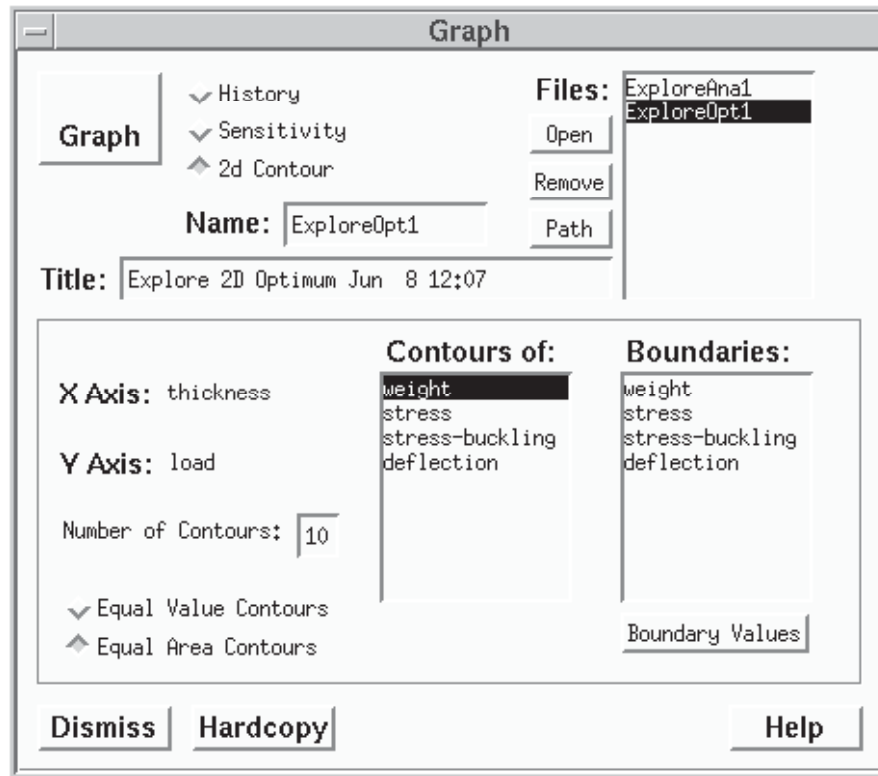 Graph
Graph
History
Sensitivity
2d Contour
Files:
Open
Remove
Path
ExploreAna1
ExploreOpt1
Name: ExploreOpt1
Title: Explore 2D Optimum Jun 8 12:07
X Axis: thickness
Y Axis: load
Number of Contours: 10
Equal Value Contours
Equal Area Contours
Contours of:
weight
stress
stress-buckling
deflection
Boundaries:
weight
stress
stress-buckling
deflection
Boundary Values
Dismiss
Hardcopy
Help